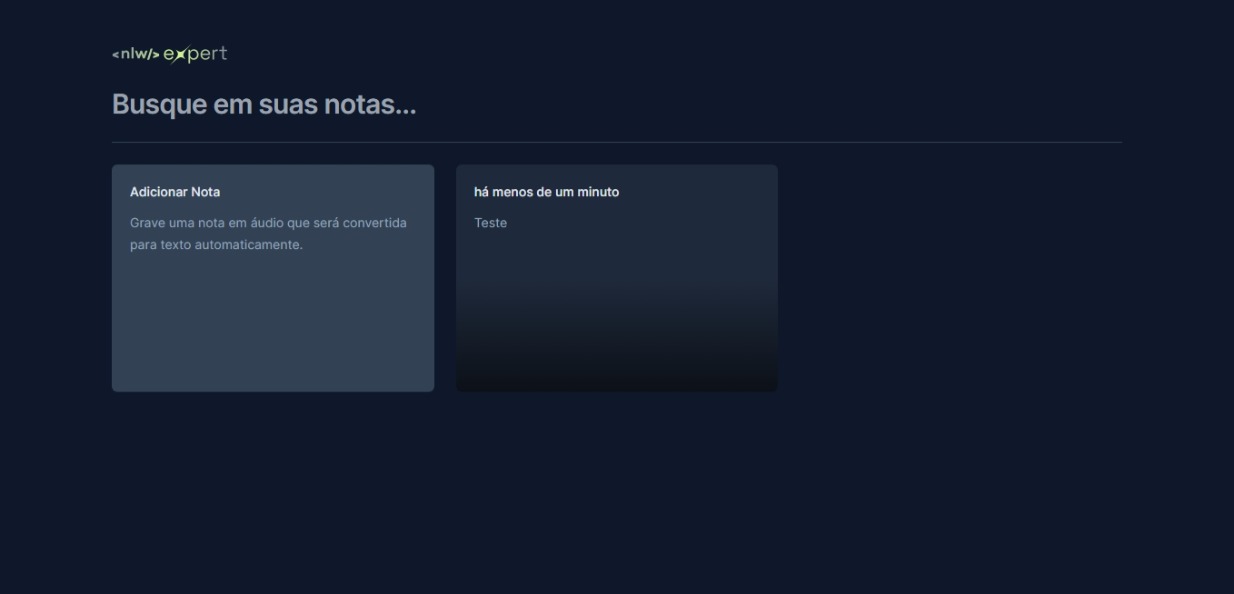 <nlw/> expert
Busque em suas notas...
Adicionar Nota
Grave uma nota em áudio que será convertida
para texto automaticamente.
há menos de um minuto
Teste